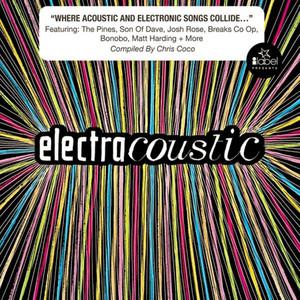 "WHERE ACOUSTIC AND ELECTRONIC SONGS COLLIDE..."
Featuring: The Pines, Son Of Dave, Josh Rose, Breaks Co Op,
Bonobo, Matt Harding + More
Compiled By Chris Coco
ilabel
PRESENTS
electracoustic